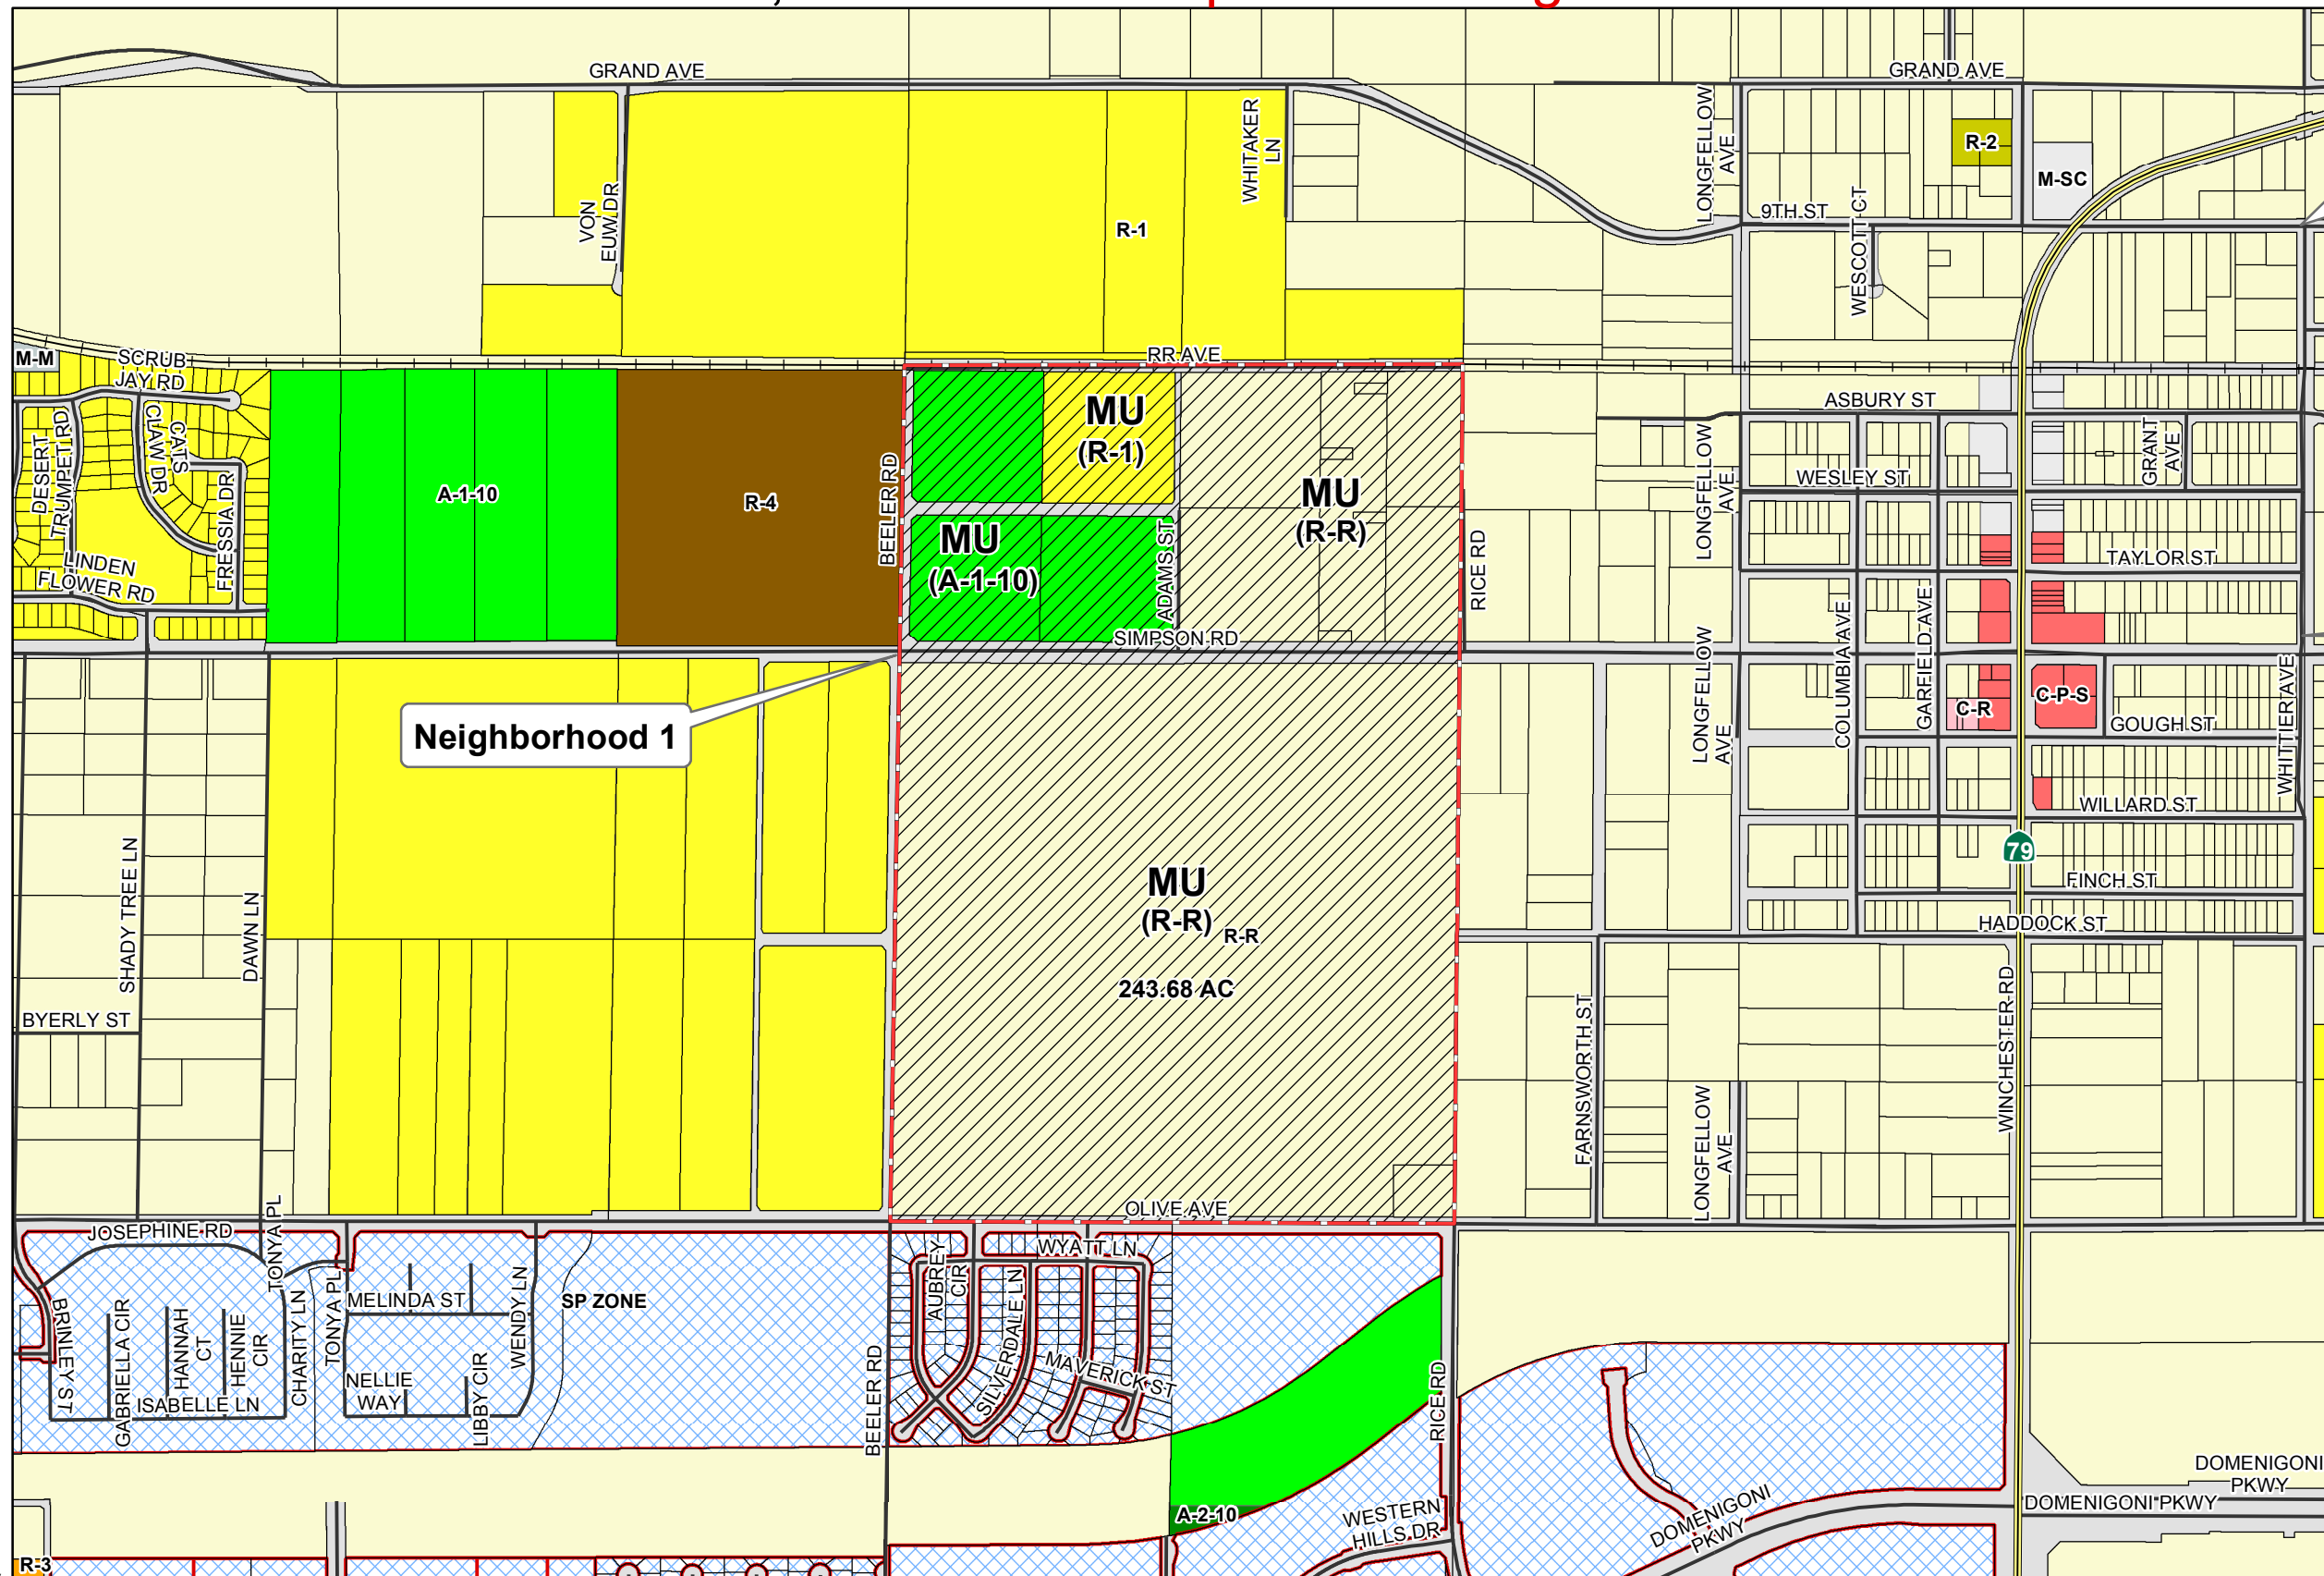 GRAND AVE
GRAND AVE
WHITAKER
LN
LONGFELLOW
AVE
R-2
M-SC
VON
EUW DR
R-1
9TH ST
WESCOTT CT
M-M
SCRUB
JAY RD
RR AVE
ASBURY ST
DESERT
TRUMPET RD
CATS
CLAW DR
FRESSIA DR
LINDEN
FLOWER RD
A-1-10
R-4
BEELER RD
MU
(R-1)
MU
(R-R)
MU
(A-1-10)
ADAMS ST
RICE RD
LONGFELLOW
AVE
WESLEY ST
GRANT
AVE
TAYLOR ST
SIMPSON RD
COLUMBIA AVE
GARFIELD AVE
LONGFELLOW
AVE
C-R
C-P-S
GOUGH ST
WHITTIER AVE
Neighborhood 1
WILLARD ST
79
FINCH ST
HADDOCK ST
SHADY TREE LN
DAWN LN
MU
(R-R)
R-R
243.68 AC
BYERLY ST
FARNSWORTH ST
LONGFELLOW
AVE
WINCHESTER RD
OLIVE AVE
JOSEPHINE RD
TONYA PL
BRINLEY ST
GABRIELLA CIR
HANNAH
CT
HENNIE
CIR
ISABELLE LN
CHARITY LN
TONYA PL
MELINDA ST
NELLIE
WAY
LIBBY CIR
WENDY LN
SP ZONE
BEELER RD
AUBREY
CIR
WYATT LN
SILVERDALE LN
MAVERICK ST
RICE RD
A-2-10
WESTERN
HILLS DR
DOMENIGONI
PKWY
DOMENIGONI
PKWY
DOMENIGONI PKWY
R-3